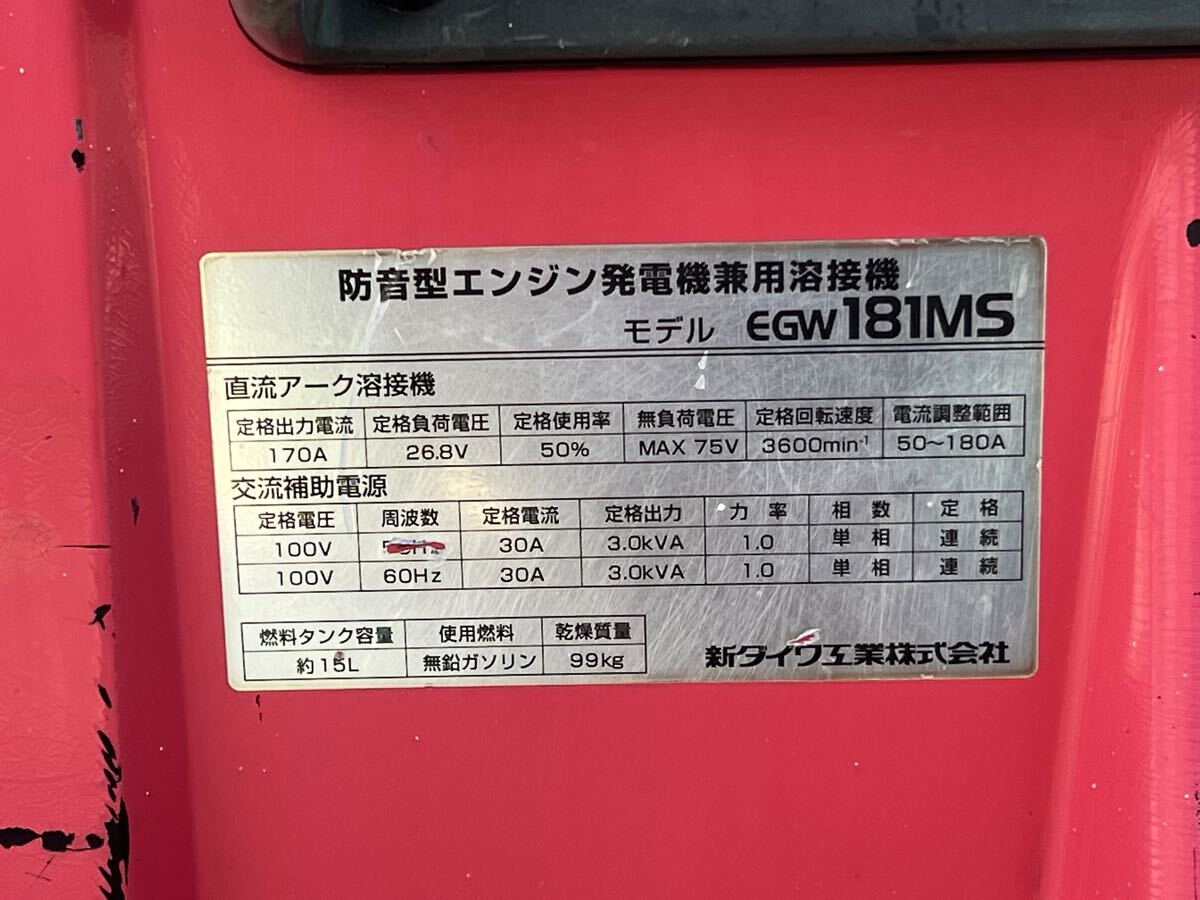 防音型エンジン発電機兼用溶接機
モデル EGW181MS
直流アーク溶接機
定格出力電流 定格負荷電圧 定格使用率 無負荷電圧 定格回転速度 電流調整範囲
170A 26.8V 50% MAX 75V 3600min⁻¹ 50〜180A
交流補助電源
定格電圧 周波数 定格電流 定格出力 力率 相数 定格
100V 30A 3.0kVA 1.0 単相 連続
100V 60Hz 30A 3.0kVA 1.0 単相 連続
燃料タンク容量 使用燃料 乾燥質量
約15L 無鉛ガソリン 99kg
新ダイワ工業株式会社